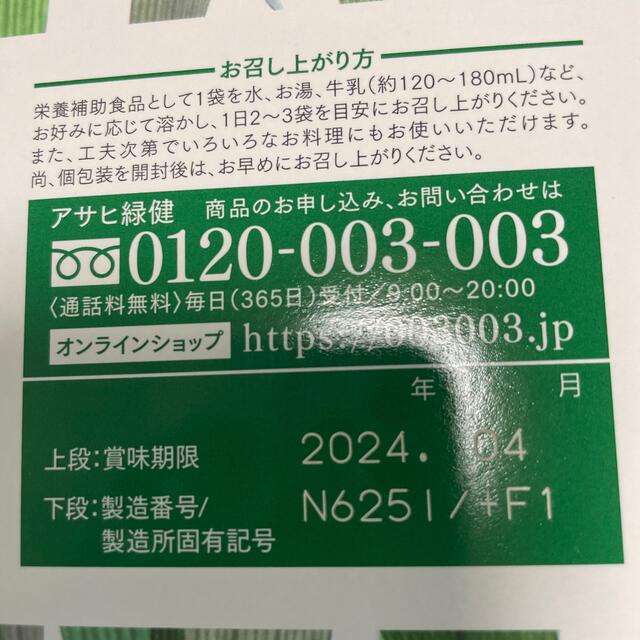 お召し上がり方
栄養補助食品として1袋を水、お湯、牛乳(約120〜180mL)など、
お好みに応じて溶かし、1日2〜3袋を目安にお召し上がりください。
また、工夫次第でいろいろなお料理にもお使いいただけます。
尚、個包装を開封後は、お早めにお召し上がりください。
アサヒ緑健 商品のお申し込み、お問い合わせは
0120-003-003
〈通話料無料〉毎日(365日)受付/9:00〜20:00
オンラインショップ https://003003.jp
年 月
上段:賞味期限 2024. 04
下段:製造番号/ N6251/+F1
製造所固有記号